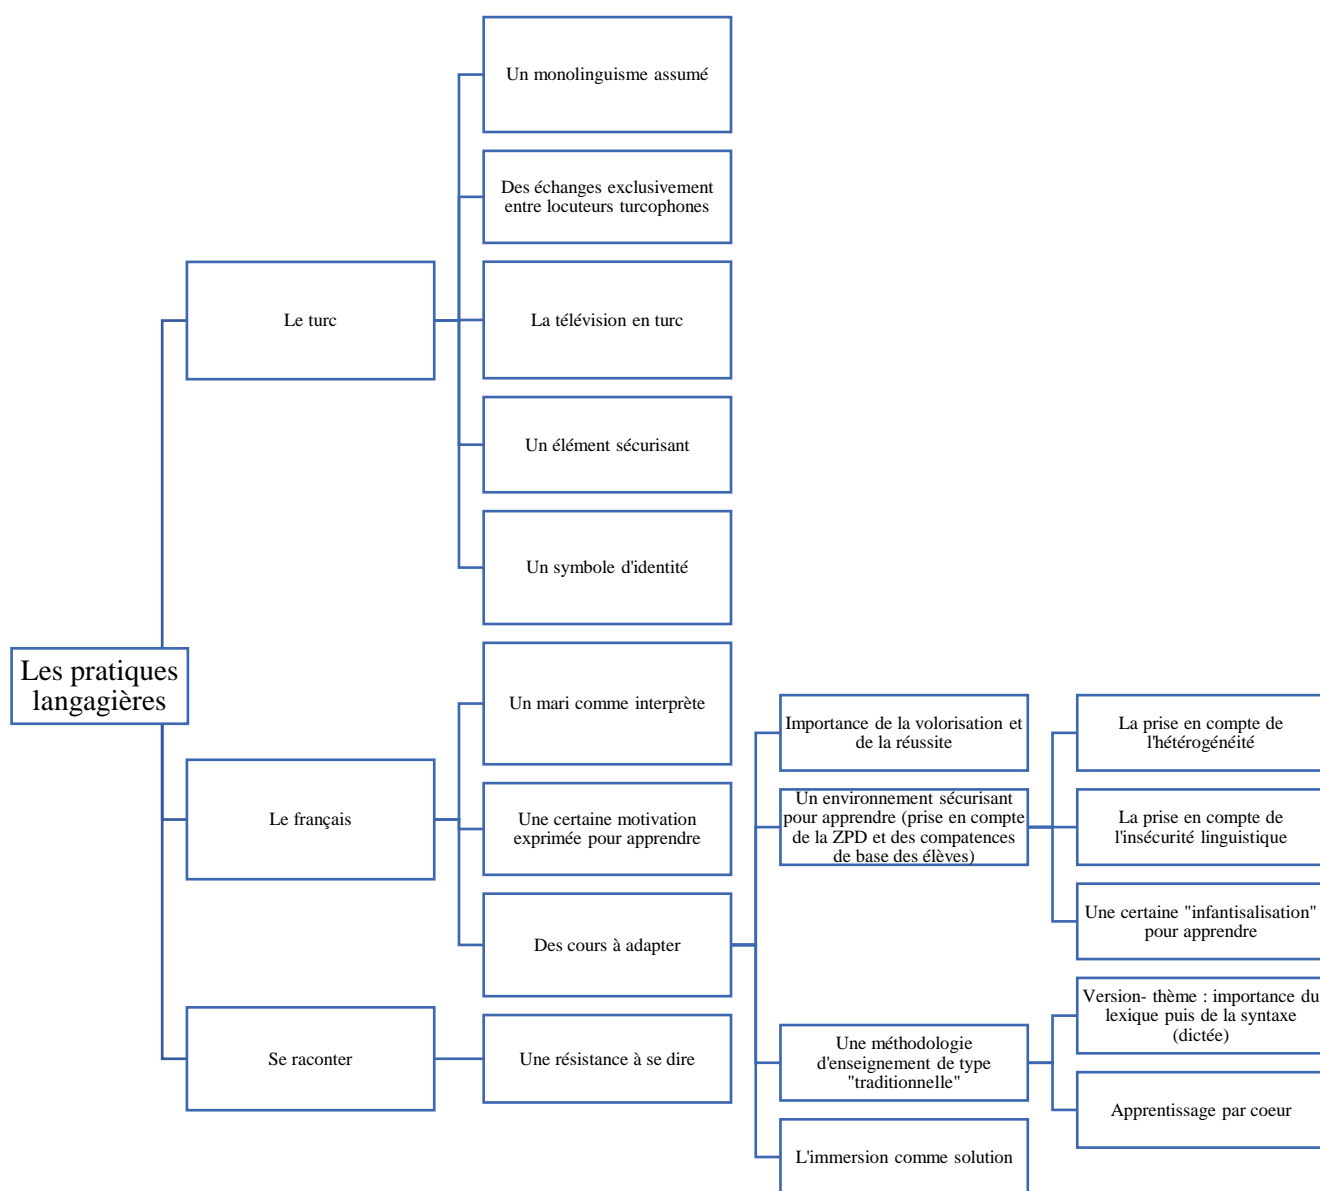 Les pratiques
langagières
Le turc
Un monolinguisme assumé
Des échanges exclusivement
entre locuteurs turcophones
La télévision en turc
Un élément sécurisant
Un symbole d'identité
Le français
Un mari comme interprète
Une certaine motivation
exprimée pour apprendre
Des cours à adapter
Importance de la volorisation et
de la réussite
Un environnement sécurisant
pour apprendre (prise en compte
de la ZPD et des compatences
de base des élèves)
La prise en compte de
l'hétérogénéité
La prise en compte de
l'insécurité linguistique
Une certaine "infantisalisation"
pour apprendre
Une méthodologie
d'enseignement de type
"traditionnelle"
Version- thème : importance du
lexique puis de la syntaxe
(dictée)
Apprentissage par coeur
L'immersion comme solution
Se raconter
Une résistance à se dire